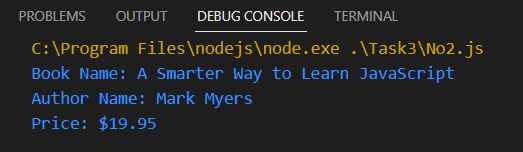 PROBLEMS OUTPUT DEBUG CONSOLE TERMINAL
C:\Program Files\nodejs\node.exe .\Task3\No2.js
Book Name: A Smarter Way to Learn JavaScript
Author Name: Mark Myers
Price: $19.95